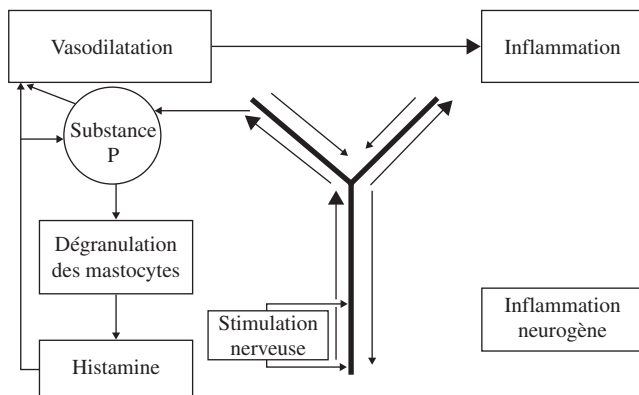 Vasodilatation
Inflammation
Substance
P
Dégranulation
des mastocytes
Stimulation
nerveuse
Inflammation
neurogène
Histamine